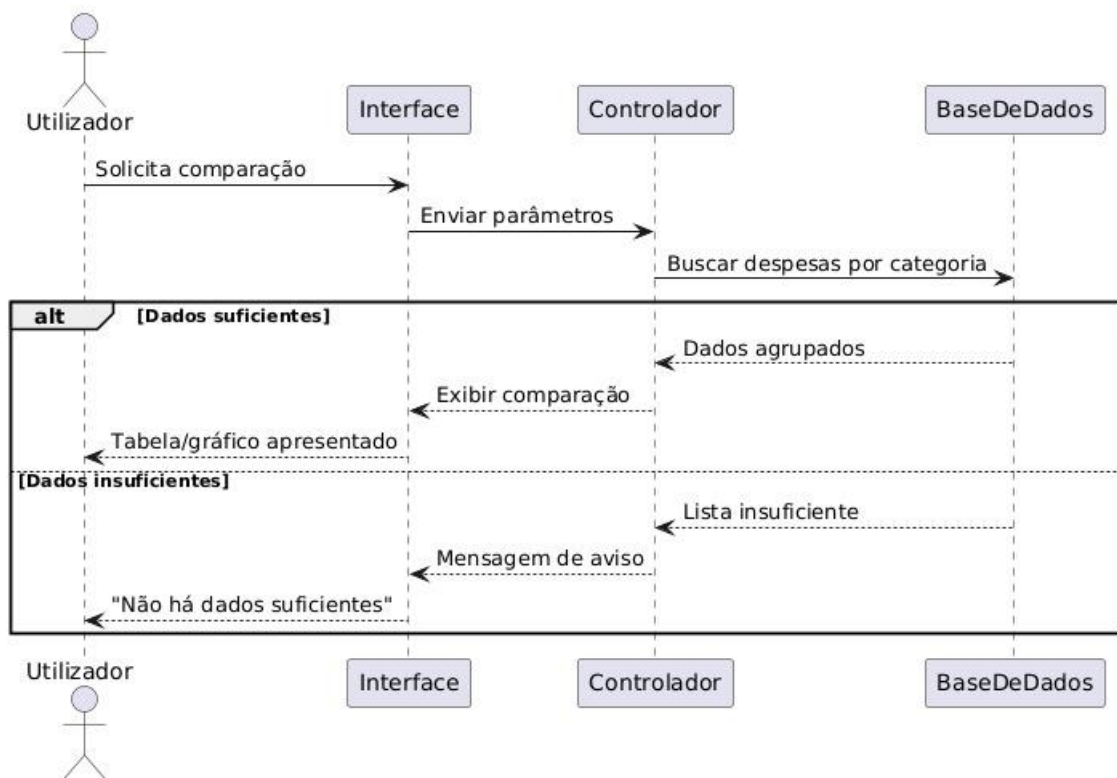 Utilizador
Interface
Controlador
BaseDeDados
Solicita comparação
Enviar parâmetros
Buscar despesas por categoria
alt
[Dados suficientes]
Dados agrupados
Exibir comparação
Tabela/gráfico apresentado
[Dados insuficientes]
Lista insuficiente
Mensagem de aviso
"Não há dados suficientes"
Utilizador
Interface
Controlador
BaseDeDados